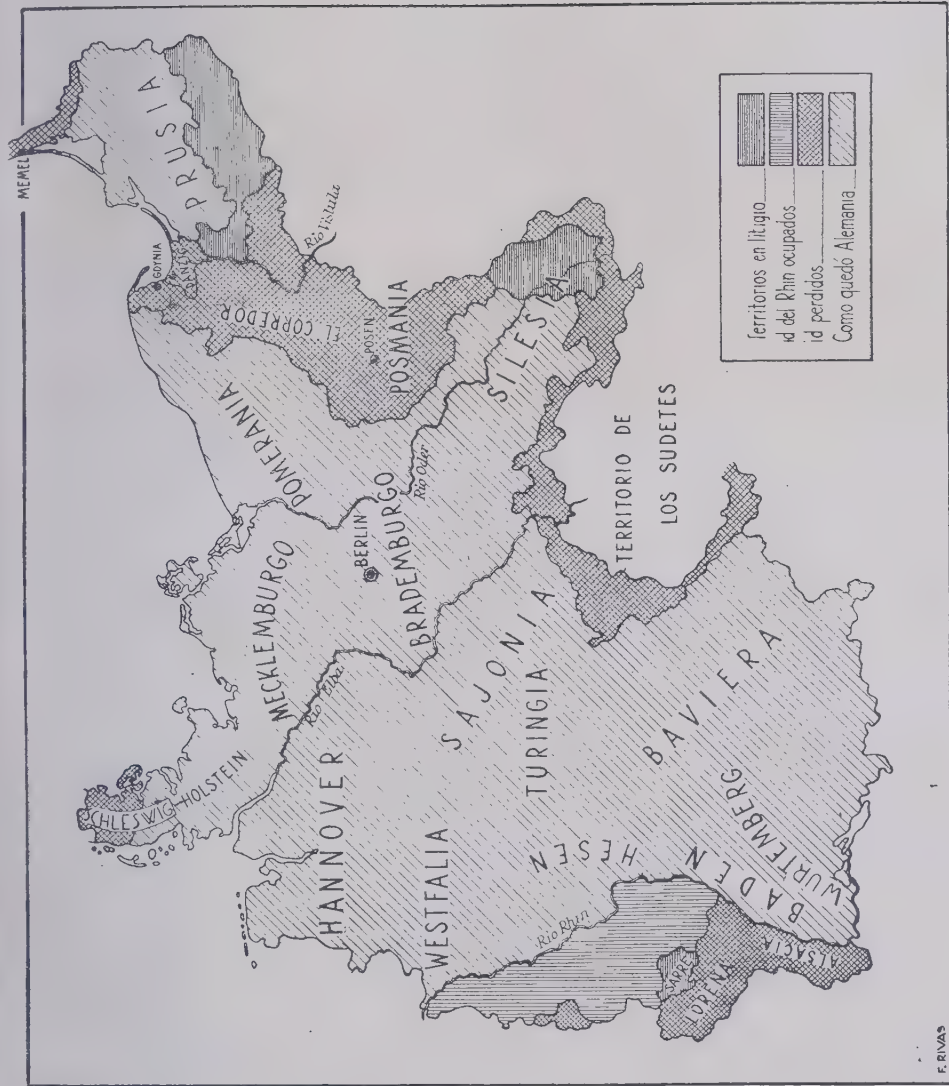 MEMEL
PRUSIA
GDYNIA
DANZIG
Río Vístula
EL CORREDOR
POSEN
POSMANIA
POMERANIA
SILESIA
Río Oder
MECKLEMBURGO
BERLIN
BRADEMBURGO
TERRITORIO DE
LOS SUDETES
CHLESWIG-HOLSTEIN
Río Elba
HANNOVER
SAJONIA
WESTFALIA
TURINGIA
HESEN
BAVIERA
Río Rhin
BADEN
WURTEMBERG
SARRE
LORENA
ALSACIA
Territorios en litigio
id del Rhin ocupados
id perdidos
Como quedó Alemania
F. RIVAS